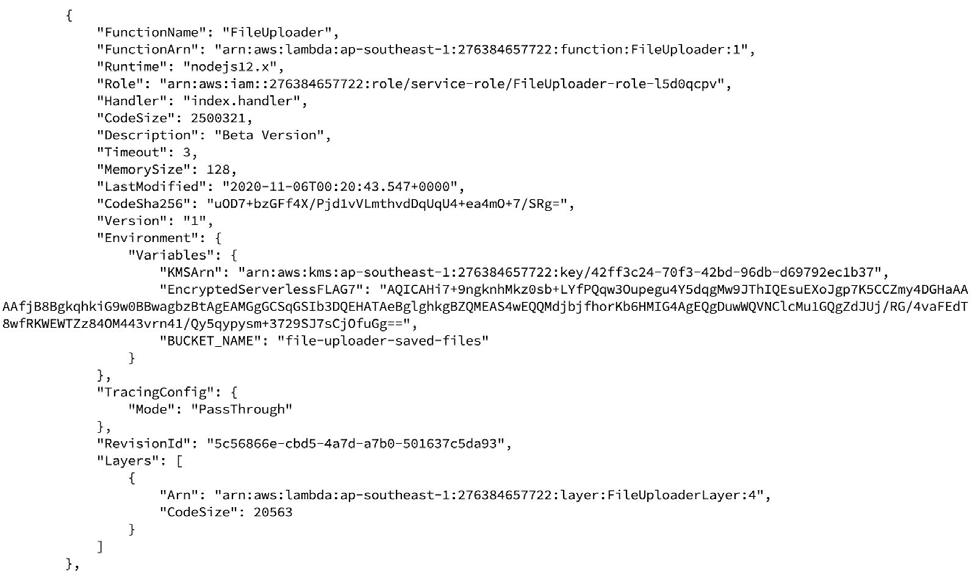 {
"FunctionName": "FileUploader",
"FunctionArn": "arn:aws:lambda:ap-southeast-1:276384657722:function:FileUploader:1",
"Runtime": "nodejs12.x",
"Role": "arn:aws:iam::276384657722:role/service-role/FileUploader-role-l5d0qcpv",
"Handler": "index.handler",
"CodeSize": 2500321,
"Description": "Beta Version",
"Timeout": 3,
"MemorySize": 128,
"LastModified": "2020-11-06T00:20:43.547+0000",
"CodeSha256": "uOD7+bzGFf4X/Pjd1vVLmthvdDqUqU4+ea4mO+7/SRg=",
"Version": "1",
"Environment": {
"Variables": {
"KMSArn": "arn:aws:kms:ap-southeast-1:276384657722:key/42ff3c24-70f3-42bd-96db-d69792ec1b37",
"EncryptedServerlessFLAG7": "AQICAHi7+9ngknhMkz0sb+LYfPQqw3Oupegu4Y5dqgMw9JThIQEsuEXoJgp7K5CCZmy4DGHaAA
AAfjB8BgkqhkiG9w0BBwagbzBtAgEAMGgGCSqGSIb3DQEHATAeBglghkgBZQMEAS4wEQQMdjbjfhorKb6HMIG4AgEQgDuwWQVNClcMu1GQgZdJUj/RG/4vaFEdT
8wfRKWEWTZz84OM443vrn41/Qy5qypysm+3729SJ7sCjOfuGg==",
"BUCKET_NAME": "file-uploader-saved-files"
}
},
"TracingConfig": {
"Mode": "PassThrough"
},
"RevisionId": "5c56866e-cbd5-4a7d-a7b0-501637c5da93",
"Layers": [
{
"Arn": "arn:aws:lambda:ap-southeast-1:276384657722:layer:FileUploaderLayer:4",
"CodeSize": 20563
}
]
},